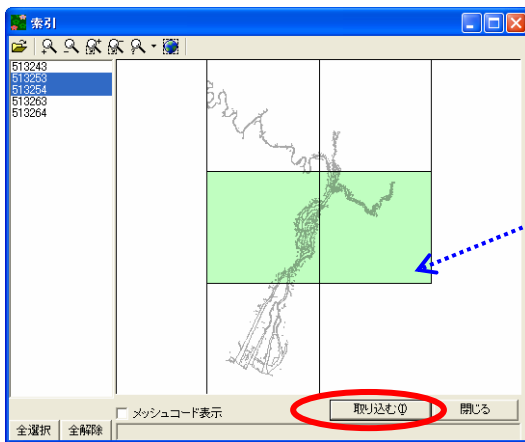 索引
513243
513253
513254
513263
513264
メッシュコード表示
取り込む(I)
閉じる
全選択
全解除